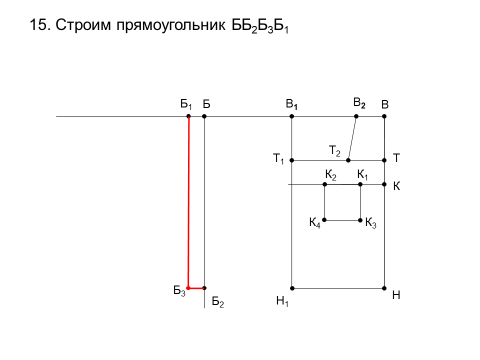 15. Строим прямоугольник ББ₂Б₃Б₁
Б₁ Б В₁ В₂ В
Т₁ Т₂ Т
К₂ К₁ К
К₄ К₃
Б₃ Б₂ Н₁ Н